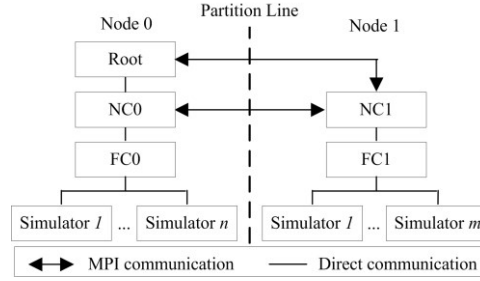 Partition Line
Node 0
Node 1
Root
NC0
NC1
FC0
FC1
Simulator 1 ... Simulator n
Simulator 1 ... Simulator m
MPI communication
Direct communication